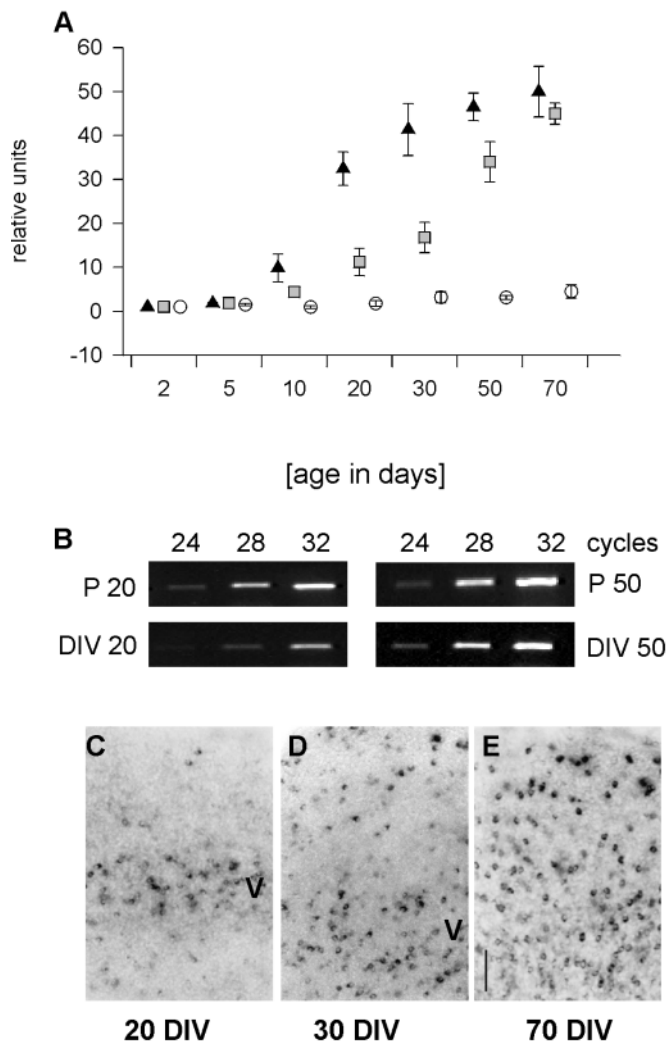 A
60
50
40
30
20
10
0
-10
relative units
2 5 10 20 30 50 70
[age in days]
B
24 28 32 24 28 32 cycles
P 20 P 50
DIV 20 DIV 50
C D E
V V
20 DIV 30 DIV 70 DIV